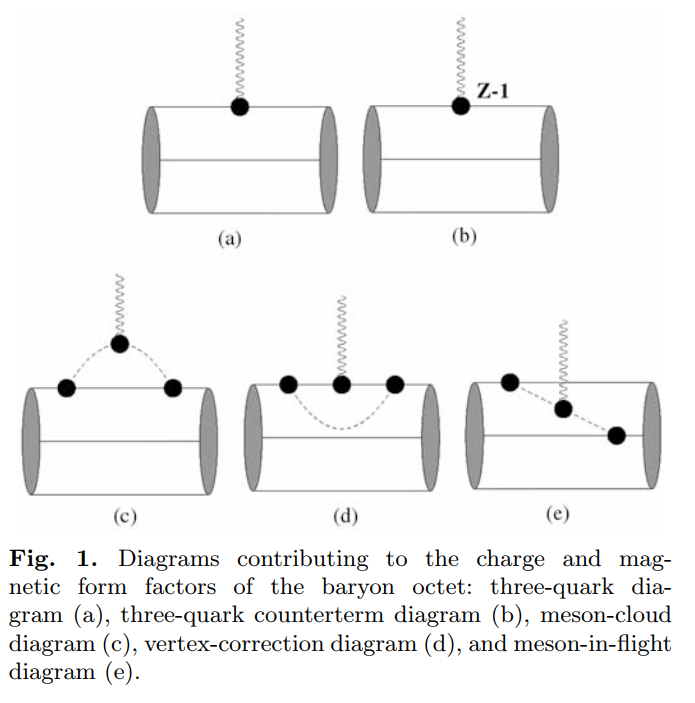 Z-1
(a)
(b)
(c)
(d)
(e)
Fig. 1. Diagrams contributing to the charge and mag-
netic form factors of the baryon octet: three-quark dia-
gram (a), three-quark counterterm diagram (b), meson-cloud
diagram (c), vertex-correction diagram (d), and meson-in-flight
diagram (e).